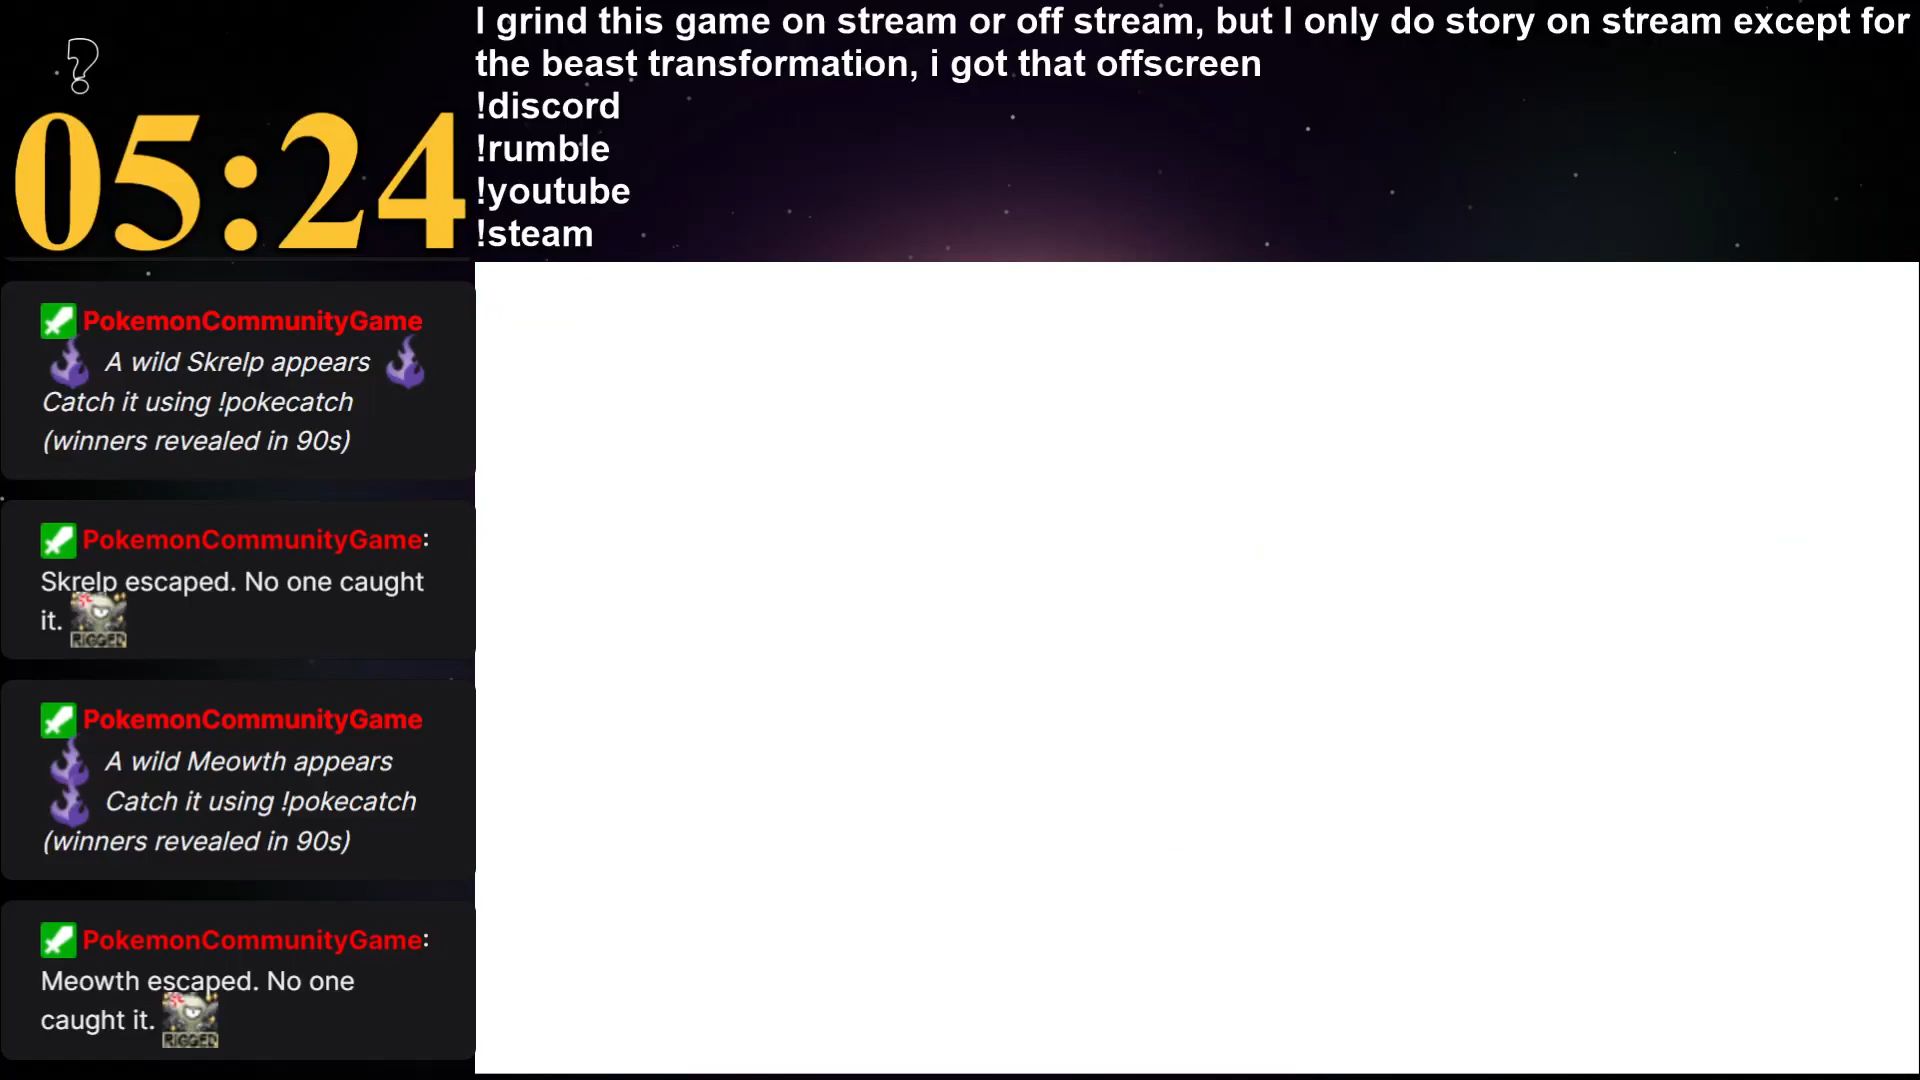 I grind this game on stream or off stream, but I only do story on stream except for
the beast transformation, i got that offscreen
!discord
!rumble
!youtube
!steam
?
05:24
PokemonCommunityGame
A wild Skrelp appears
Catch it using !pokecatch
(winners revealed in 90s)
PokemonCommunityGame:
Skrelp escaped. No one caught
it.
RIGGED
PokemonCommunityGame
A wild Meowth appears
Catch it using !pokecatch
(winners revealed in 90s)
PokemonCommunityGame:
Meowth escaped. No one
caught it.
RIGGED